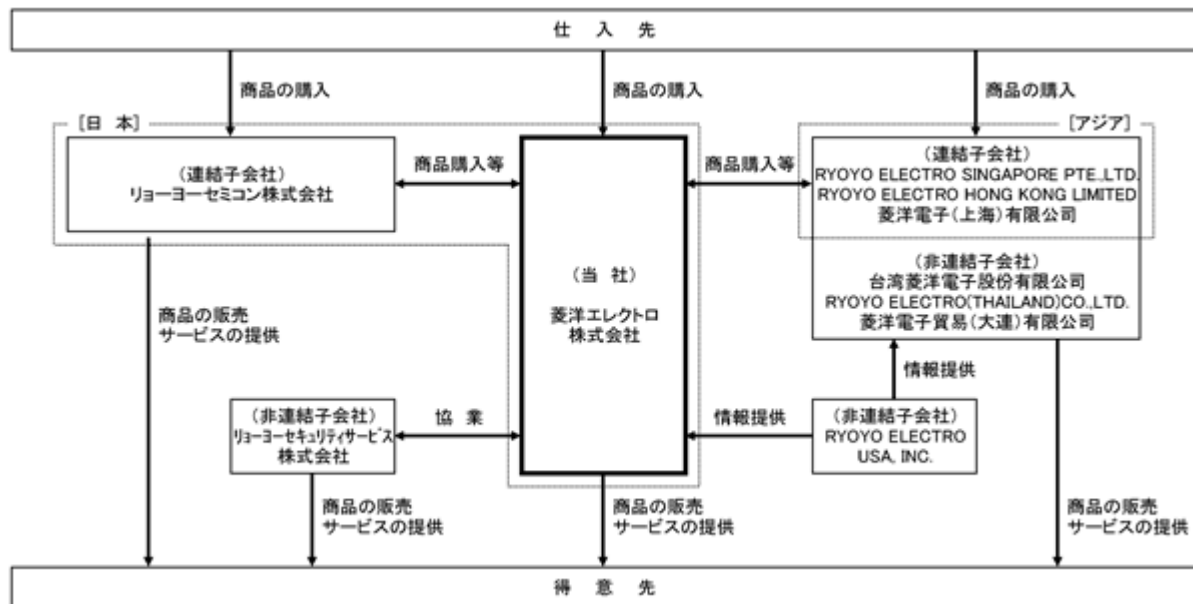 仕 入 先
商品の購入
商品の購入
商品の購入
[日 本]
[アジア]
(連結子会社)
リョーヨーセミコン株式会社
商品購入等
商品購入等
(連結子会社)
RYOYO ELECTRO SINGAPORE PTE.,LTD.
RYOYO ELECTRO HONG KONG LIMITED
菱洋電子(上海)有限公司
(当 社)
菱洋エレクトロ
株式会社
(非連結子会社)
台湾菱洋電子股份有限公司
RYOYO ELECTRO(THAILAND)CO.,LTD.
菱洋電子貿易(大連)有限公司
商品の販売
サービスの提供
情報提供
(非連結子会社)
リョーヨーセキュリティサービス
株式会社
協 業
情報提供
(非連結子会社)
RYOYO ELECTRO
USA, INC.
商品の販売
サービスの提供
商品の販売
サービスの提供
商品の販売
サービスの提供
得 意 先